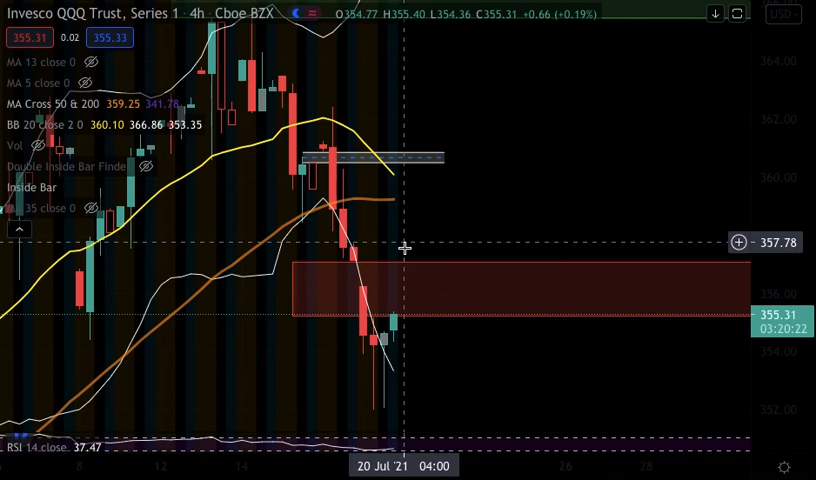 Invesco QQQ Trust, Series 1 · 4h · Cboe BZX O354.77 H355.40 L354.36 C355.31 +0.66 (+0.19%)
USD
355.31 0.02 355.33
MA 13 close 0
MA 5 close 0
MA Cross 50 & 200 359.25 341.78
BB 20 close 2 0 360.10 366.86 353.35
Vol
Double Inside Bar Finde
Inside Bar
35 close 0
364.00
362.00
360.00
357.78
356.00
355.31
03:20:22
354.00
352.00
RSI 14 close 37.47
12
14
20 Jul '21 04:00
26
28